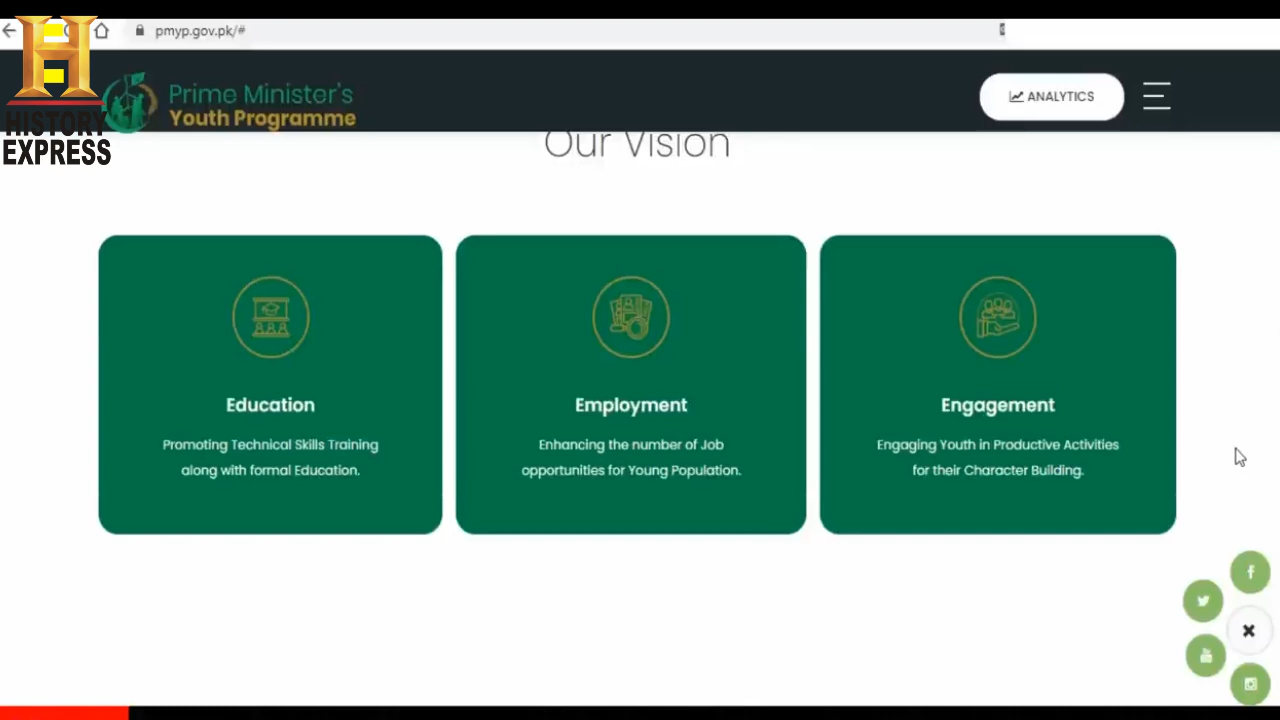 pmyp.gov.pk/#
HISTORY
EXPRESS
Prime Minister's
Youth Programme
ANALYTICS
Our Vision
Education
Promoting Technical Skills Training
along with formal Education.
Employment
Enhancing the number of Job
opportunities for Young Population.
Engagement
Engaging Youth in Productive Activities
for their Character Building.